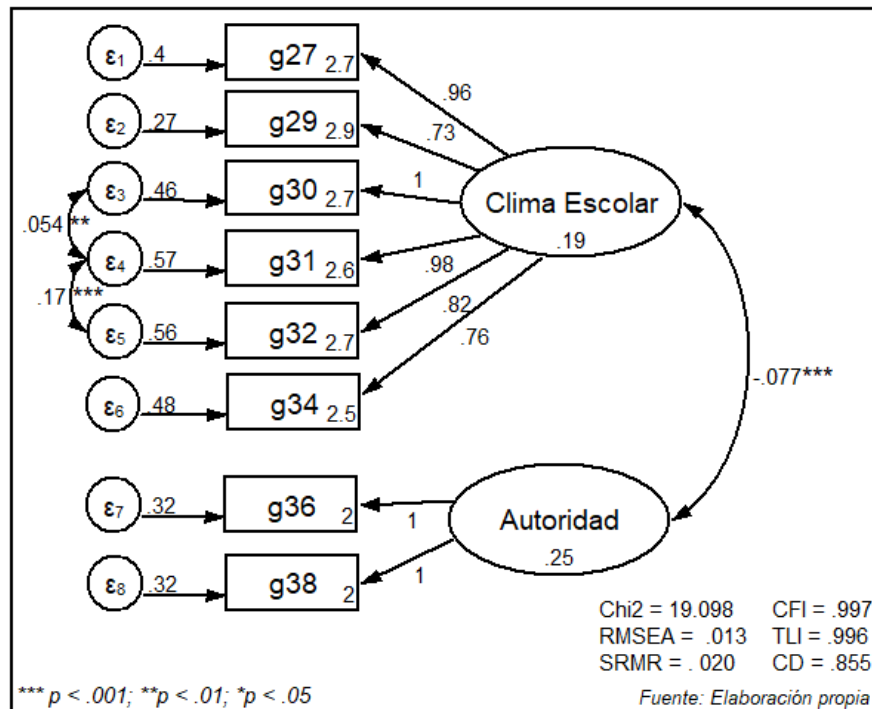 ε1 .4 g27 2.7
.96
ε2 .27 g29 2.9
.73
ε3 .46 g30 2.7
1
Clima Escolar
.19
.054 **
ε4 .57 g31 2.6
.98
.17 ***
ε5 .56 g32 2.7
.82
.76
ε6 .48 g34 2.5
-.077***
ε7 .32 g36 2
1
Autoridad
.25
ε8 .32 g38 2
1
Chi2 = 19.098 CFI = .997
RMSEA = .013 TLI = .996
SRMR = . 020 CD = .855
*** p < .001; **p < .01; *p < .05
Fuente: Elaboración propia